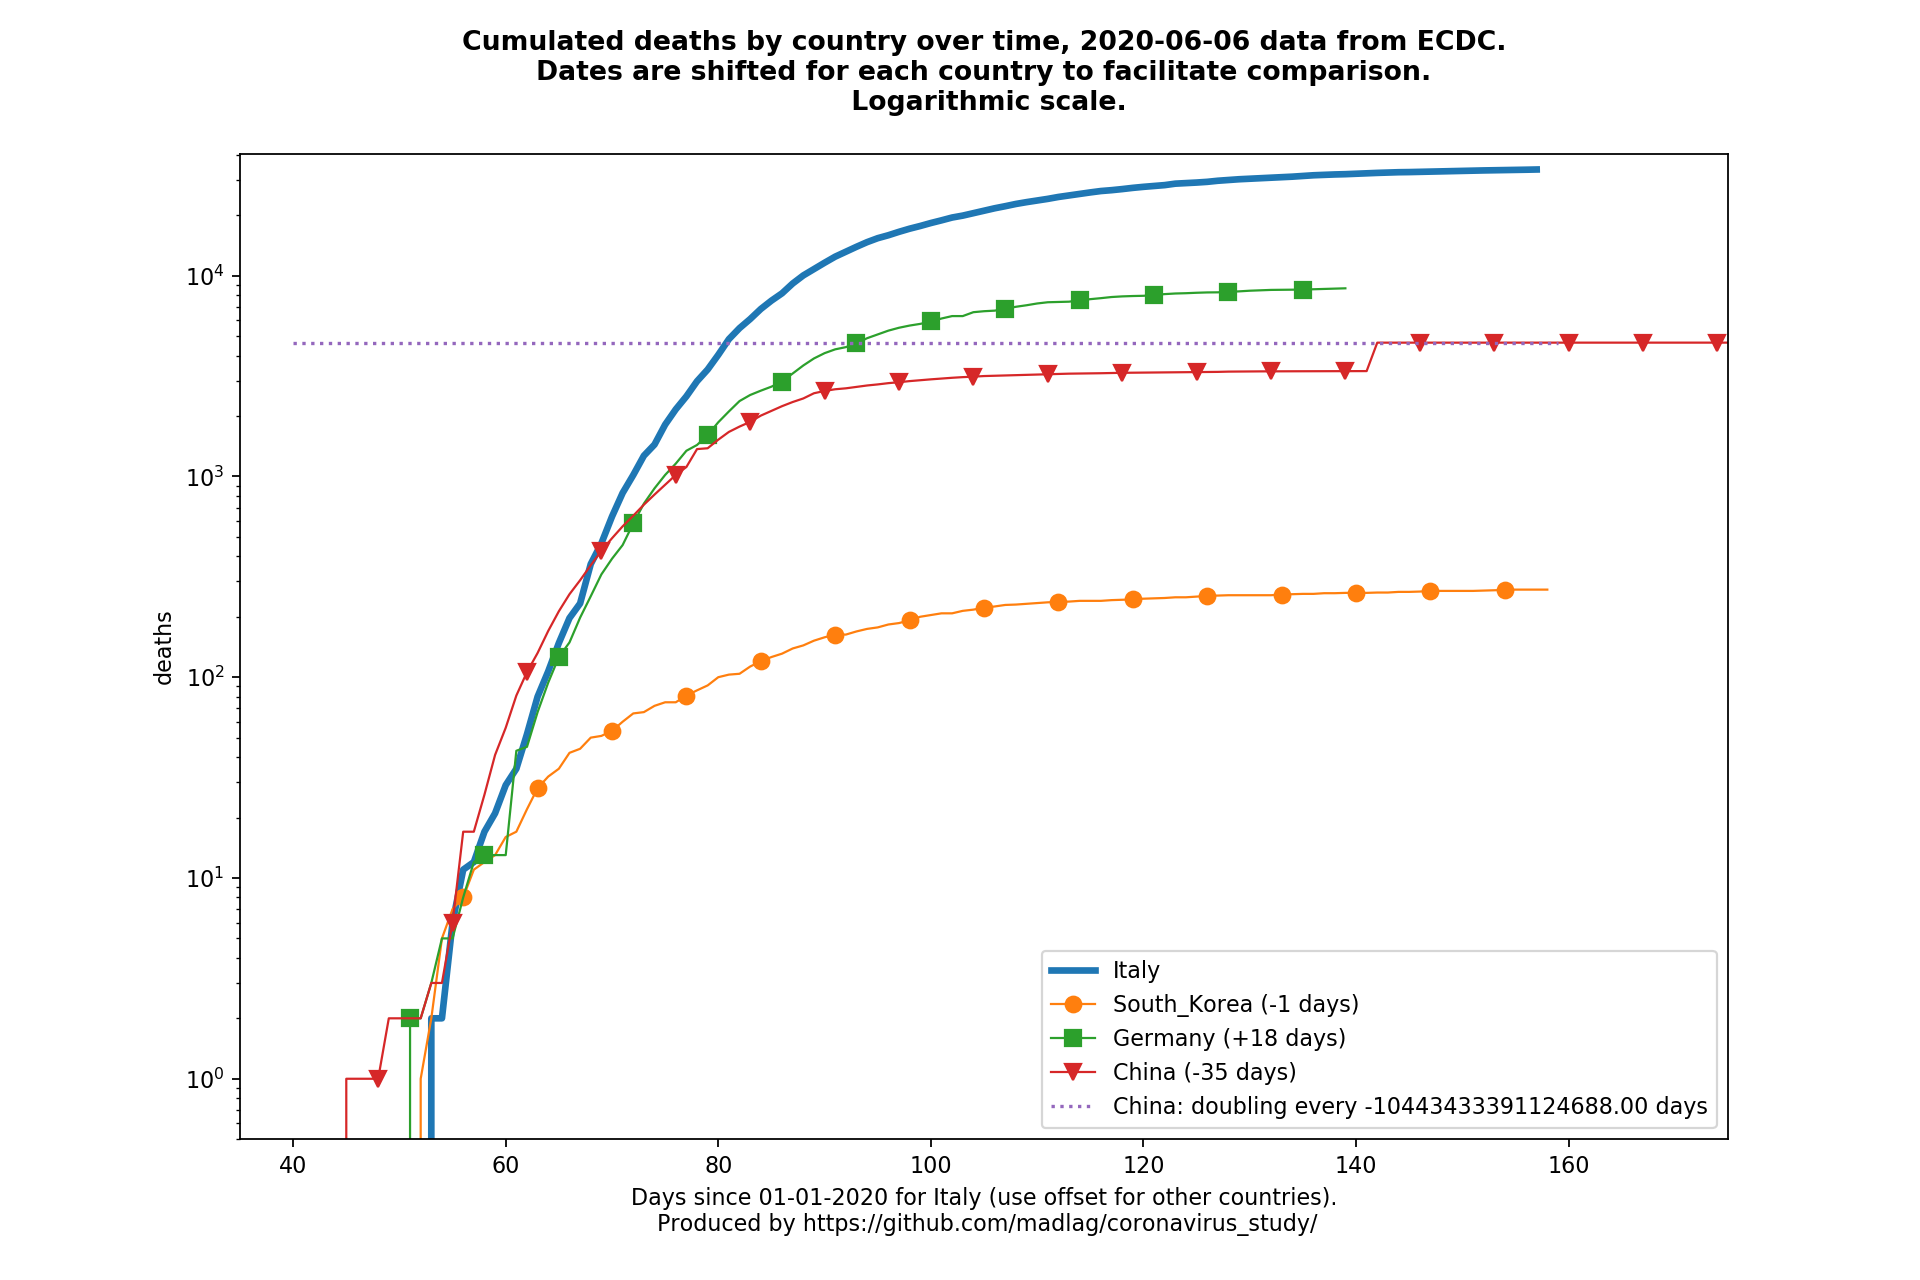 Cumulated deaths by country over time, 2020-06-06 data from ECDC.
Dates are shifted for each country to facilitate comparison.
Logarithmic scale.
10^4
10^3
10^2
10^1
10^0
deaths
Italy
South_Korea (-1 days)
Germany (+18 days)
China (-35 days)
China: doubling every -10443433391124688.00 days
40 60 80 100 120 140 160
Days since 01-01-2020 for Italy (use offset for other countries).
Produced by https://github.com/madlag/coronavirus_study/